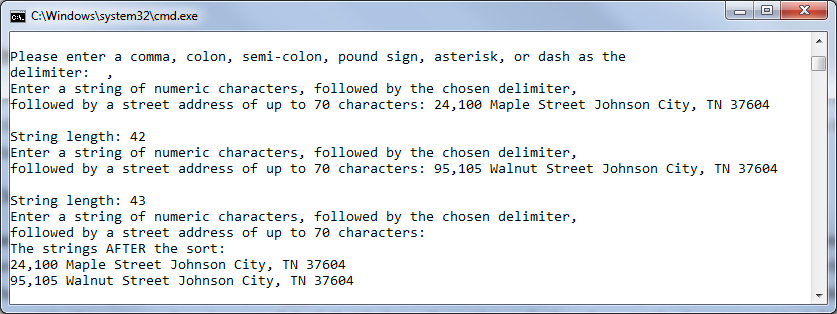 C:\Windows\system32\cmd.exe
Please enter a comma, colon, semi-colon, pound sign, asterisk, or dash as the
delimiter:  ,
Enter a string of numeric characters, followed by the chosen delimiter,
followed by a street address of up to 70 characters: 24,100 Maple Street Johnson City, TN 37604
String length: 42
Enter a string of numeric characters, followed by the chosen delimiter,
followed by a street address of up to 70 characters: 95,105 Walnut Street Johnson City, TN 37604
String length: 43
Enter a string of numeric characters, followed by the chosen delimiter,
followed by a street address of up to 70 characters:
The strings AFTER the sort:
24,100 Maple Street Johnson City, TN 37604
95,105 Walnut Street Johnson City, TN 37604